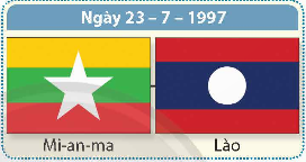 Ngày 23 – 7 – 1997
Mi-an-ma Lào